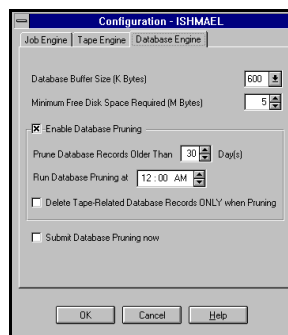 Configuration - ISHMAEL
Job Engine Tape Engine Database Engine
Database Buffer Size (K Bytes) 600
Minimum Free Disk Space Required (M Bytes) 5
Enable Database Pruning
Prune Database Records Older Than 30 Day(s)
Run Database Pruning at 12:00 AM
Delete Tape-Related Database Records ONLY when Pruning
Submit Database Pruning now
OK Cancel Help